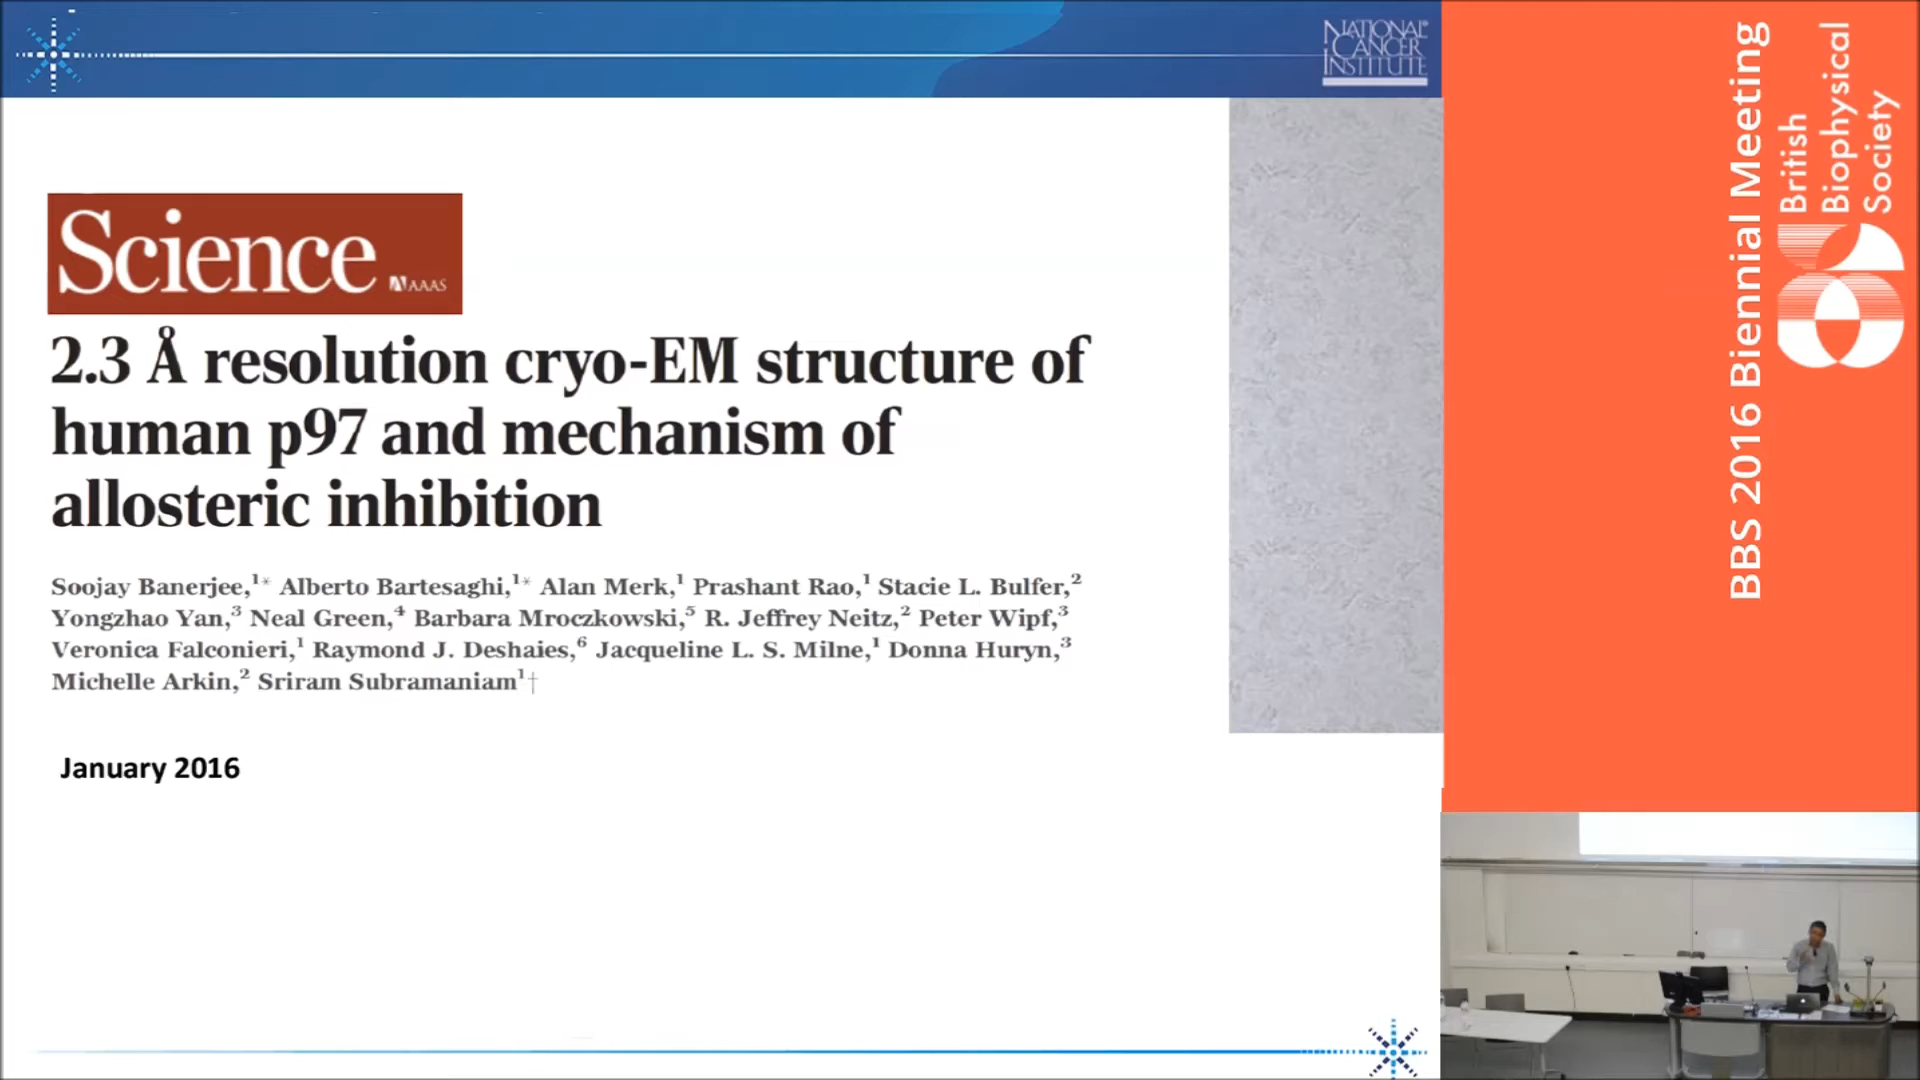 NATIONAL
CANCER
INSTITUTE
Science
AAAS
2.3 Å resolution cryo-EM structure of
human p97 and mechanism of
allosteric inhibition
Soojay Banerjee,¹* Alberto Bartesaghi,¹* Alan Merk,¹ Prashant Rao,¹ Stacie L. Bulfer,²
Yongzhao Yan,³ Neal Green,⁴ Barbara Mroczkowski,⁵ R. Jeffrey Neitz,² Peter Wipf,³
Veronica Falconieri,¹ Raymond J. Deshaies,⁶ Jacqueline L. S. Milne,¹ Donna Huryn,³
Michelle Arkin,² Sriram Subramaniam¹†
January 2016
BBS 2016 Biennial Meeting
British
Biophysical
Society